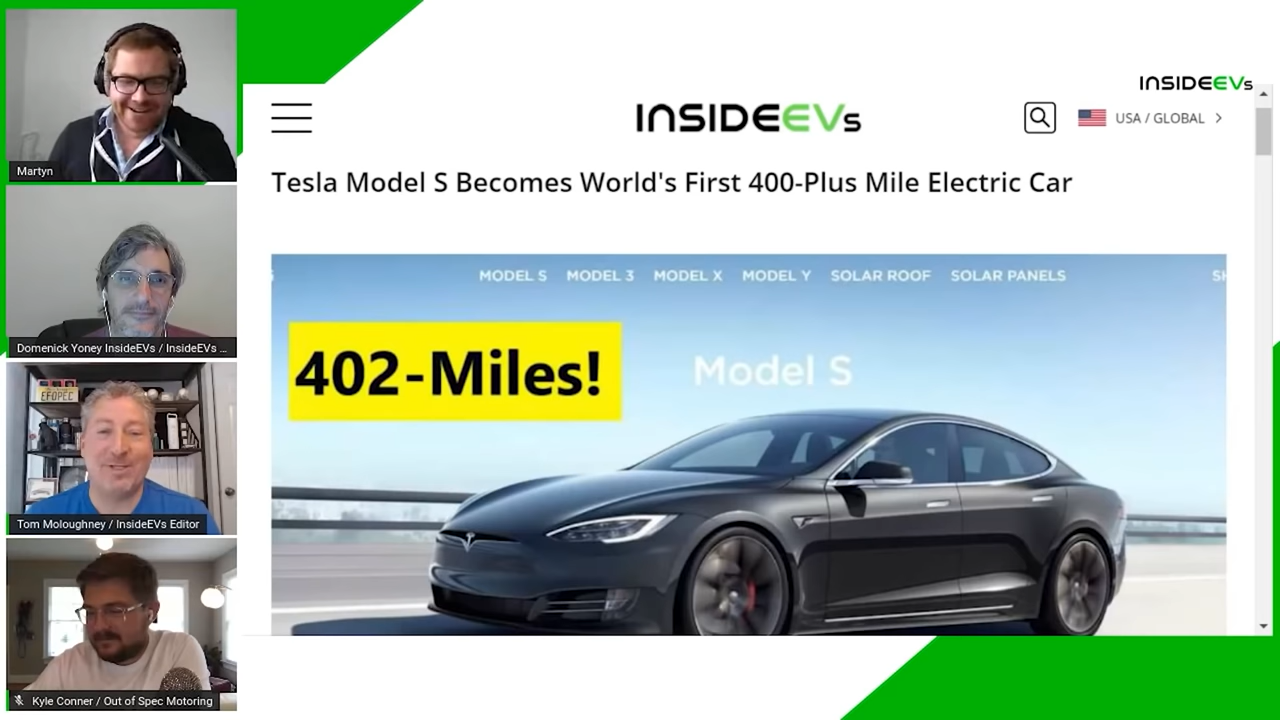 Martyn
Domenick Yoney InsideEVs / InsideEVs ...
EFOPEC
Tom Moloughney / InsideEVs Editor
Kyle Conner / Out of Spec Motoring
INSIDEEVs
INSIDEEVs
USA / GLOBAL
Tesla Model S Becomes World's First 400-Plus Mile Electric Car
MODEL S MODEL 3 MODEL X MODEL Y SOLAR ROOF SOLAR PANELS SH
402-Miles!
Model S